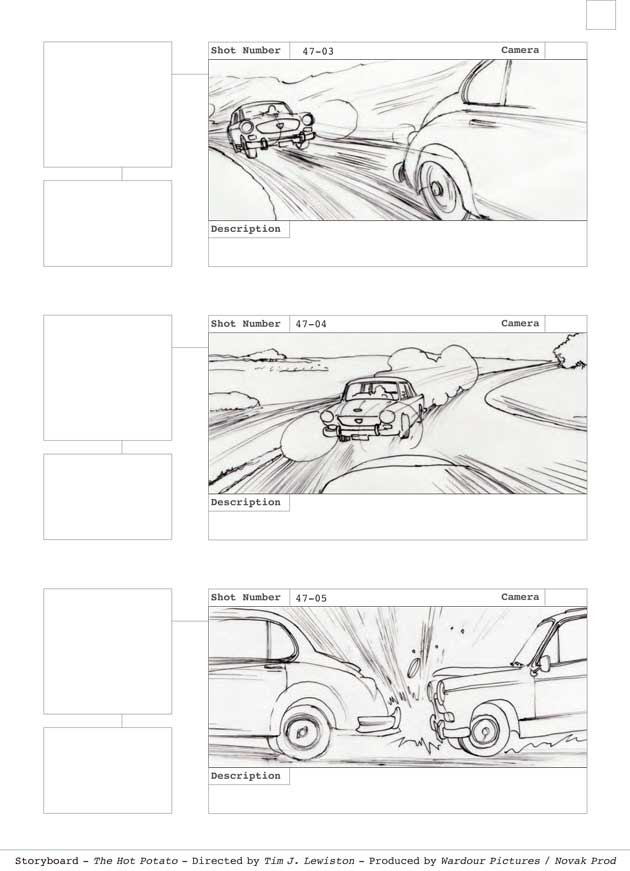 Shot Number 47-03 Camera
Description
Shot Number 47-04 Camera
Description
Shot Number 47-05 Camera
Description
Storyboard - The Hot Potato - Directed by Tim J. Lewiston - Produced by Wardour Pictures / Novak Prod